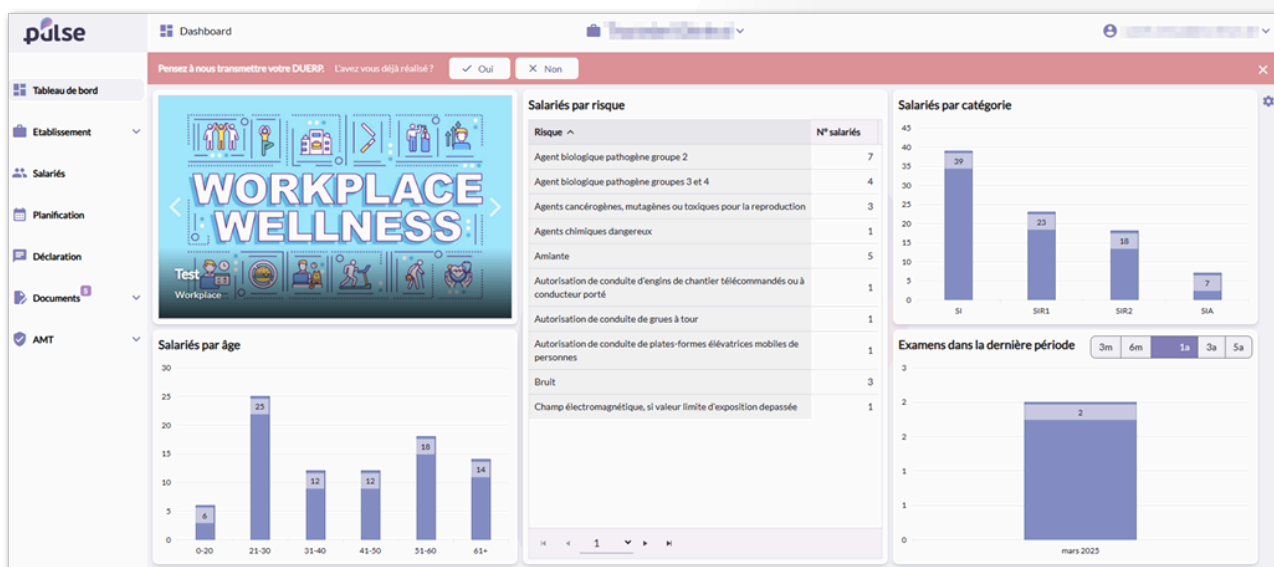 pulse
Dashboard
Pensez à nous transmettre votre DUERP. L'avez vous déjà réalisé ? Oui Non
Tableau de bord
Etablissement
Salariés
Planification
Déclaration
Documents 5
AMT
WORKPLACE
WELLNESS
Test
Workplace
Salariés par âge
30
25
20
15
10
5
0
6
25
12
12
18
14
0-20 21-30 31-40 41-50 51-60 61+
Salariés par risque
Risque N° salariés
Agent biologique pathogène groupe 2 7
Agent biologique pathogène groupes 3 et 4 4
Agents cancérogènes, mutagènes ou toxiques pour la reproduction 3
Agents chimiques dangereux 1
Amiante 5
Autorisation de conduite d'engins de chantier télécommandés ou à
conducteur porté 1
Autorisation de conduite de grues à tour 1
Autorisation de conduite de plates-formes élévatrices mobiles de
personnes 1
Bruit 3
Champ électromagnétique, si valeur limite d'exposition depassée 1
1
Salariés par catégorie
45
40
35
30
25
20
15
10
5
0
39
23
18
7
SI SIR1 SIR2 SIA
Examens dans la dernière période 3m 6m 1a 3a 5a
3
2
2
1
1
0
2
mars 2025